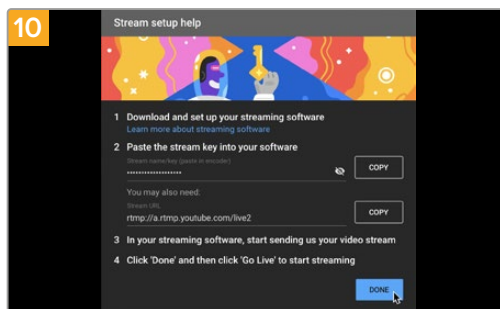 10
Stream setup help
1 Download and set up your streaming software
Learn more about streaming software
2 Paste the stream key into your software
Stream name/key (paste in encoder)
••••••••••••••••••••
COPY
You may also need:
Stream URL
rtmp://a.rtmp.youtube.com/live2
COPY
3 In your streaming software, start sending us your video stream
4 Click 'Done' and then click 'Go Live' to start streaming
DONE